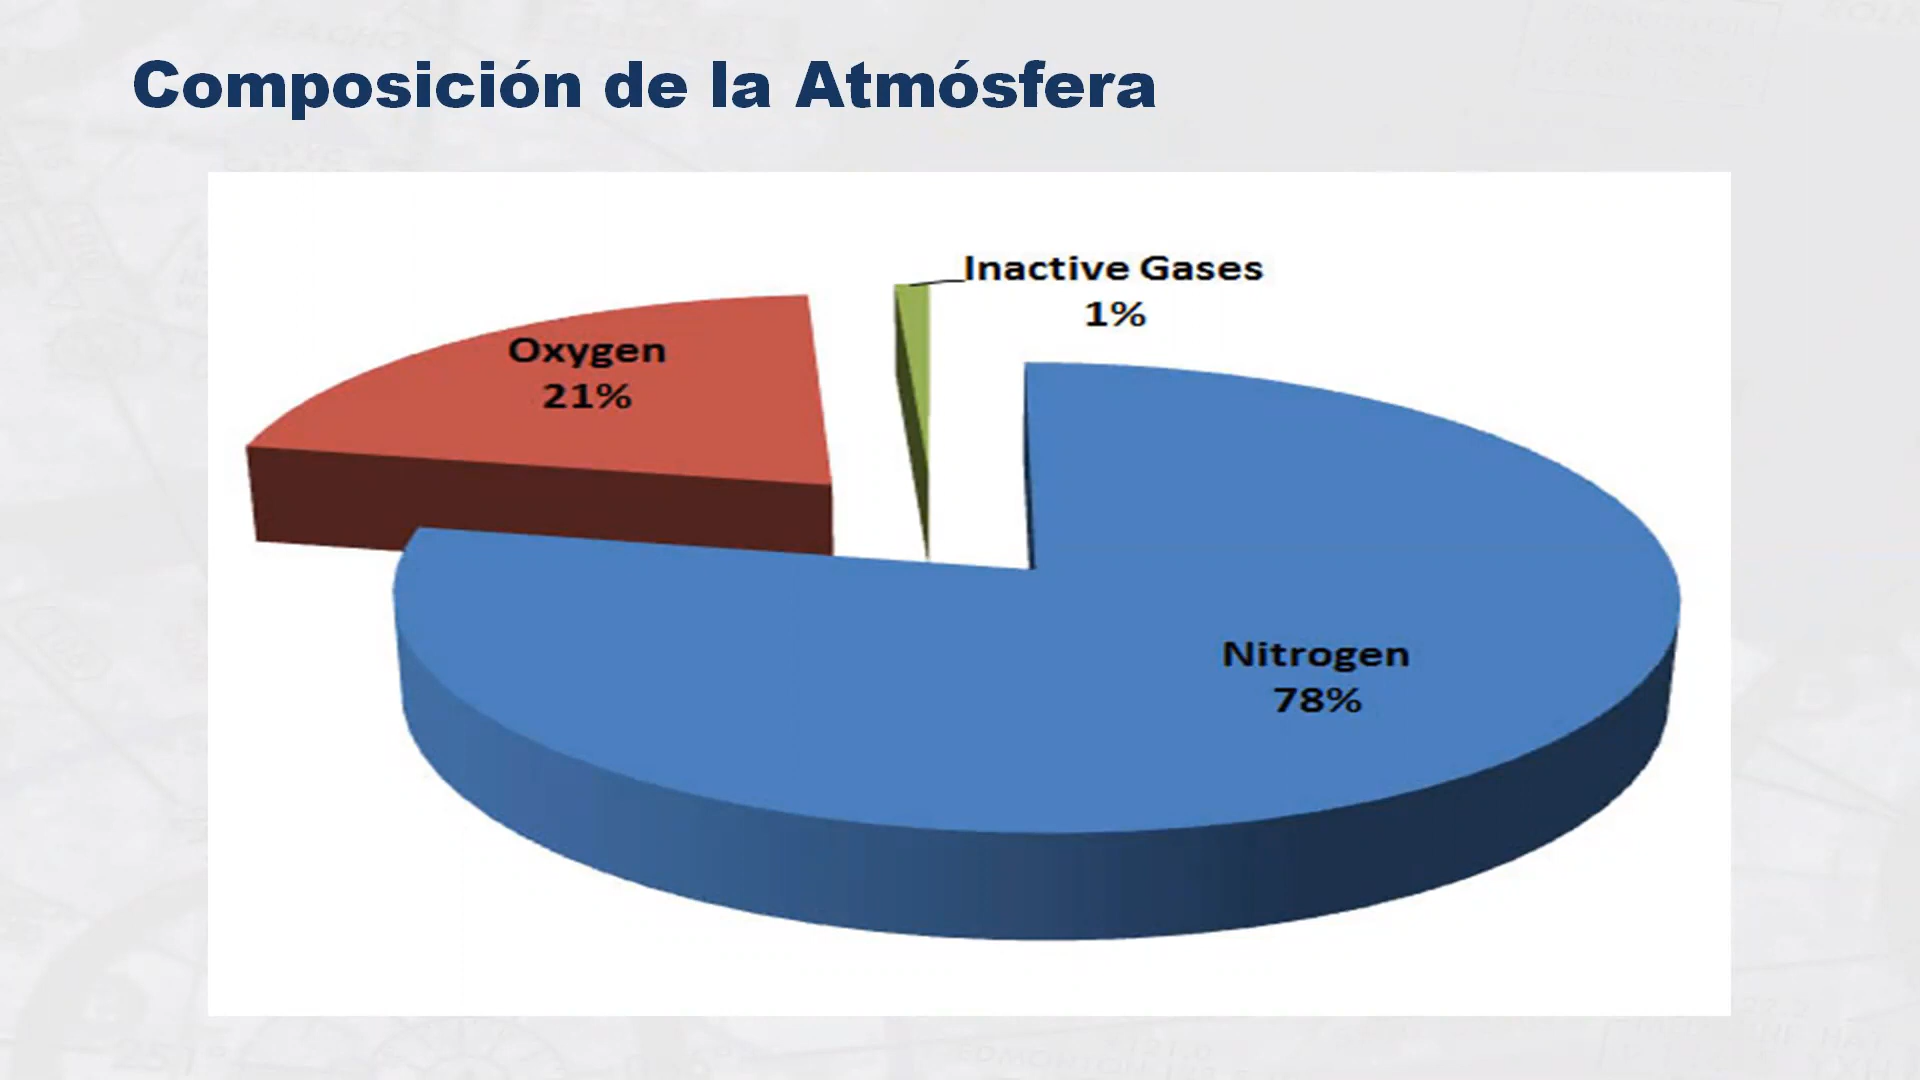 Composición de la Atmósfera
Inactive Gases
1%
Oxygen
21%
Nitrogen
78%